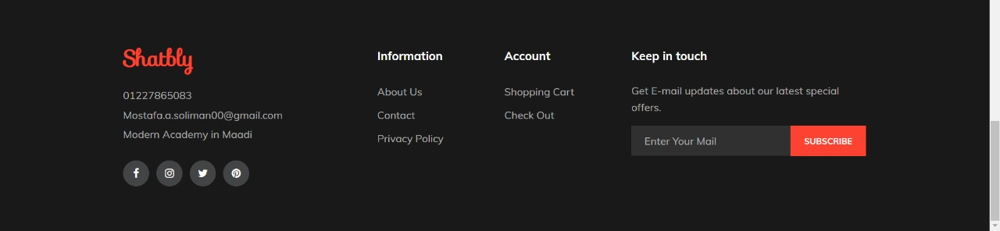 Shatbly
01227865083
Mostafa.a.soliman00@gmail.com
Modern Academy in Maadi
Information
About Us
Contact
Privacy Policy
Account
Shopping Cart
Check Out
Keep in touch
Get E-mail updates about our latest special
offers.
Enter Your Mail
SUBSCRIBE